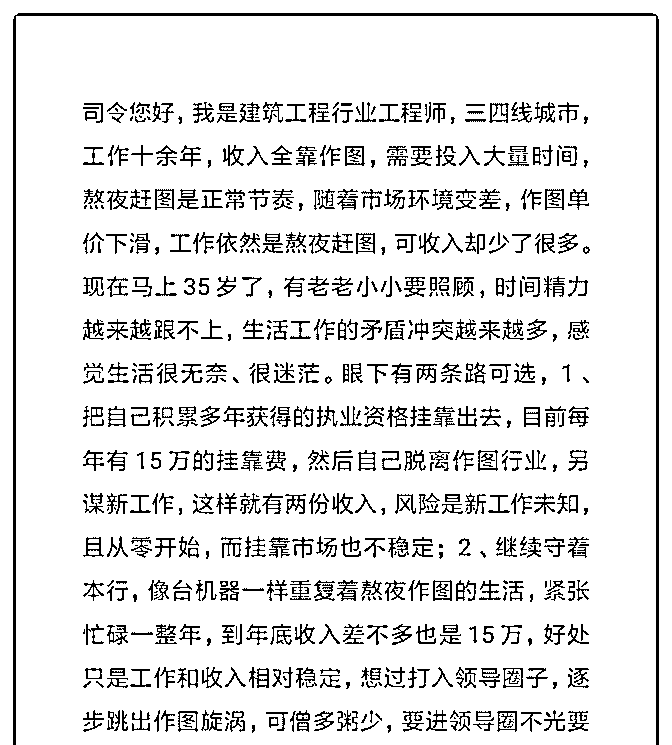 司令您好，我是建筑工程行业工程师，三四线城市，
工作十余年，收入全靠作图，需要投入大量时间，
熬夜赶图是正常节奏，随着市场环境变差，作图单
价下滑，工作依然是熬夜赶图，可收入却少了很多。
现在马上 35 岁了，有老老小小要照顾，时间精力
越来越跟不上，生活工作的矛盾冲突越来越多，感
觉生活很无奈、很迷茫。眼下有两条路可选，1 、
把自己积累多年获得的执业资格挂靠出去，目前每
年有 15 万的挂靠费，然后自己脱离作图行业，另
谋新工作，这样就有两份收入，风险是新工作未知，
且从零开始，而挂靠市场也不稳定；2 、继续守着
本行，像台机器一样重复着熬夜作图的生活，紧张
忙碌一整年，到年底收入差不多也是 15 万，好处
只是工作和收入相对稳定，想过打入领导圈子，逐
步跳出作图旋涡，可僧多粥少，要进领导圈不光要